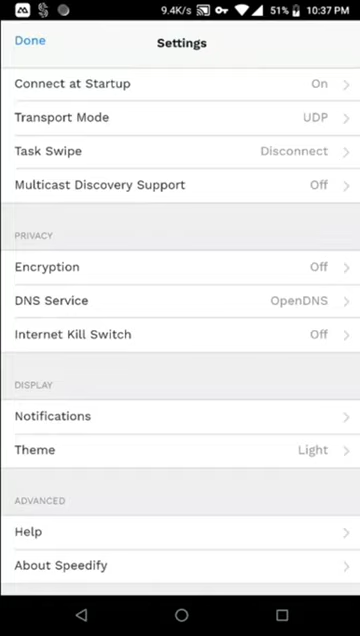 9.4K/s 51% 10:37 PM
Done Settings
Connect at Startup On
Transport Mode UDP
Task Swipe Disconnect
Multicast Discovery Support Off
PRIVACY
Encryption Off
DNS Service OpenDNS
Internet Kill Switch Off
DISPLAY
Notifications
Theme Light
ADVANCED
Help
About Speedify